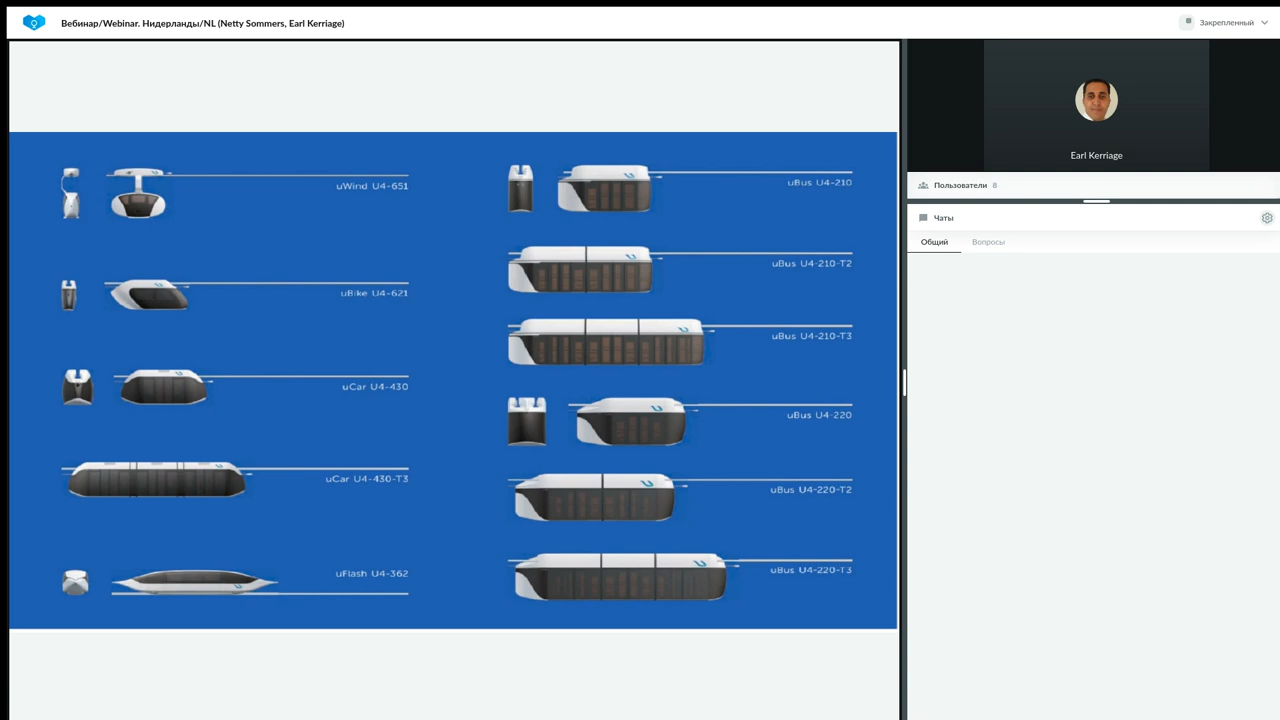 Вебинар/Webinar. Нидерланды/NL (Netty Sommers, Earl Kerriage)
Закрепленный
uWind U4-651
uBike U4-621
uCar U4-430
uCar U4-430-T3
uFlash U4-362
uBus U4-210
uBus U4-210-T2
uBus U4-210-T3
uBus U4-220
uBus U4-220-T2
uBus U4-220-T3
Earl Kerriage
Пользователи 8
Чаты
Общий Вопросы